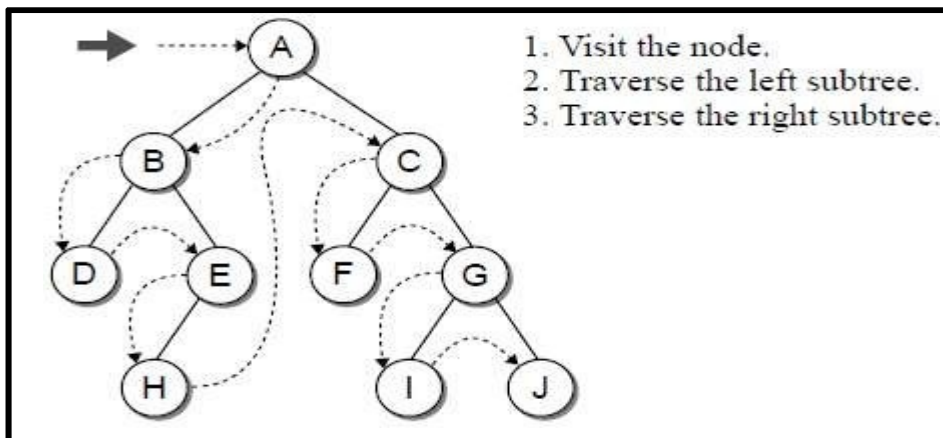 A
1. Visit the node.
2. Traverse the left subtree.
3. Traverse the right subtree.
B
C
D
E
F
G
H
I
J